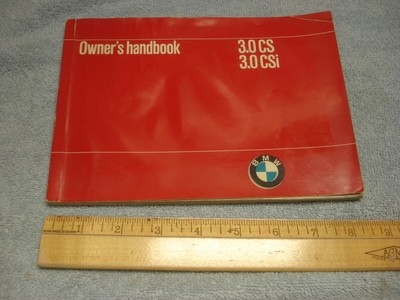 Owner's handbook
3.0 CS
3.0 CSi
BMW
1 2 3 4 5 6 7 8 9